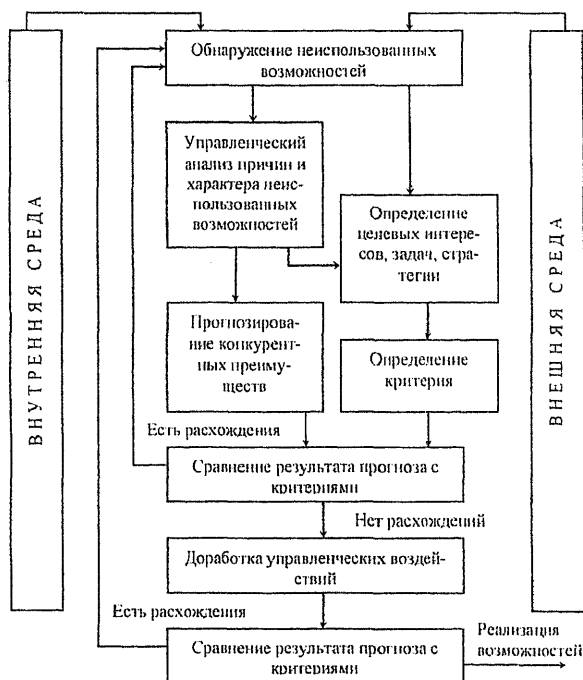 ВНУТРЕННЯЯ СРЕДА
Обнаружение неиспользованных
возможностей
Управленческий
анализ причин и
характера неис-
пользованных
возможностей
Определение
целевых интере-
сов, задач, стра-
тегии
Прогнозирова-
ние конкурент-
ных преиму-
ществ
Определение
критерия
Есть расхождения
Сравнение результата прогноза с
критериями
Нет расхождений
Доработка управленческих воздей-
ствий
Есть расхождения
Сравнение результата прогноза с
критериями
Реализация
возможностей
ВНЕШНЯЯ СРЕДА